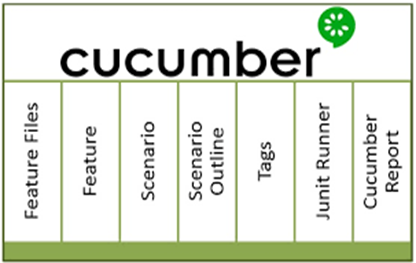 cucumber
Feature Files
Feature
Scenario
Scenario
Outline
Tags
Junit Runner
Cucumber
Report